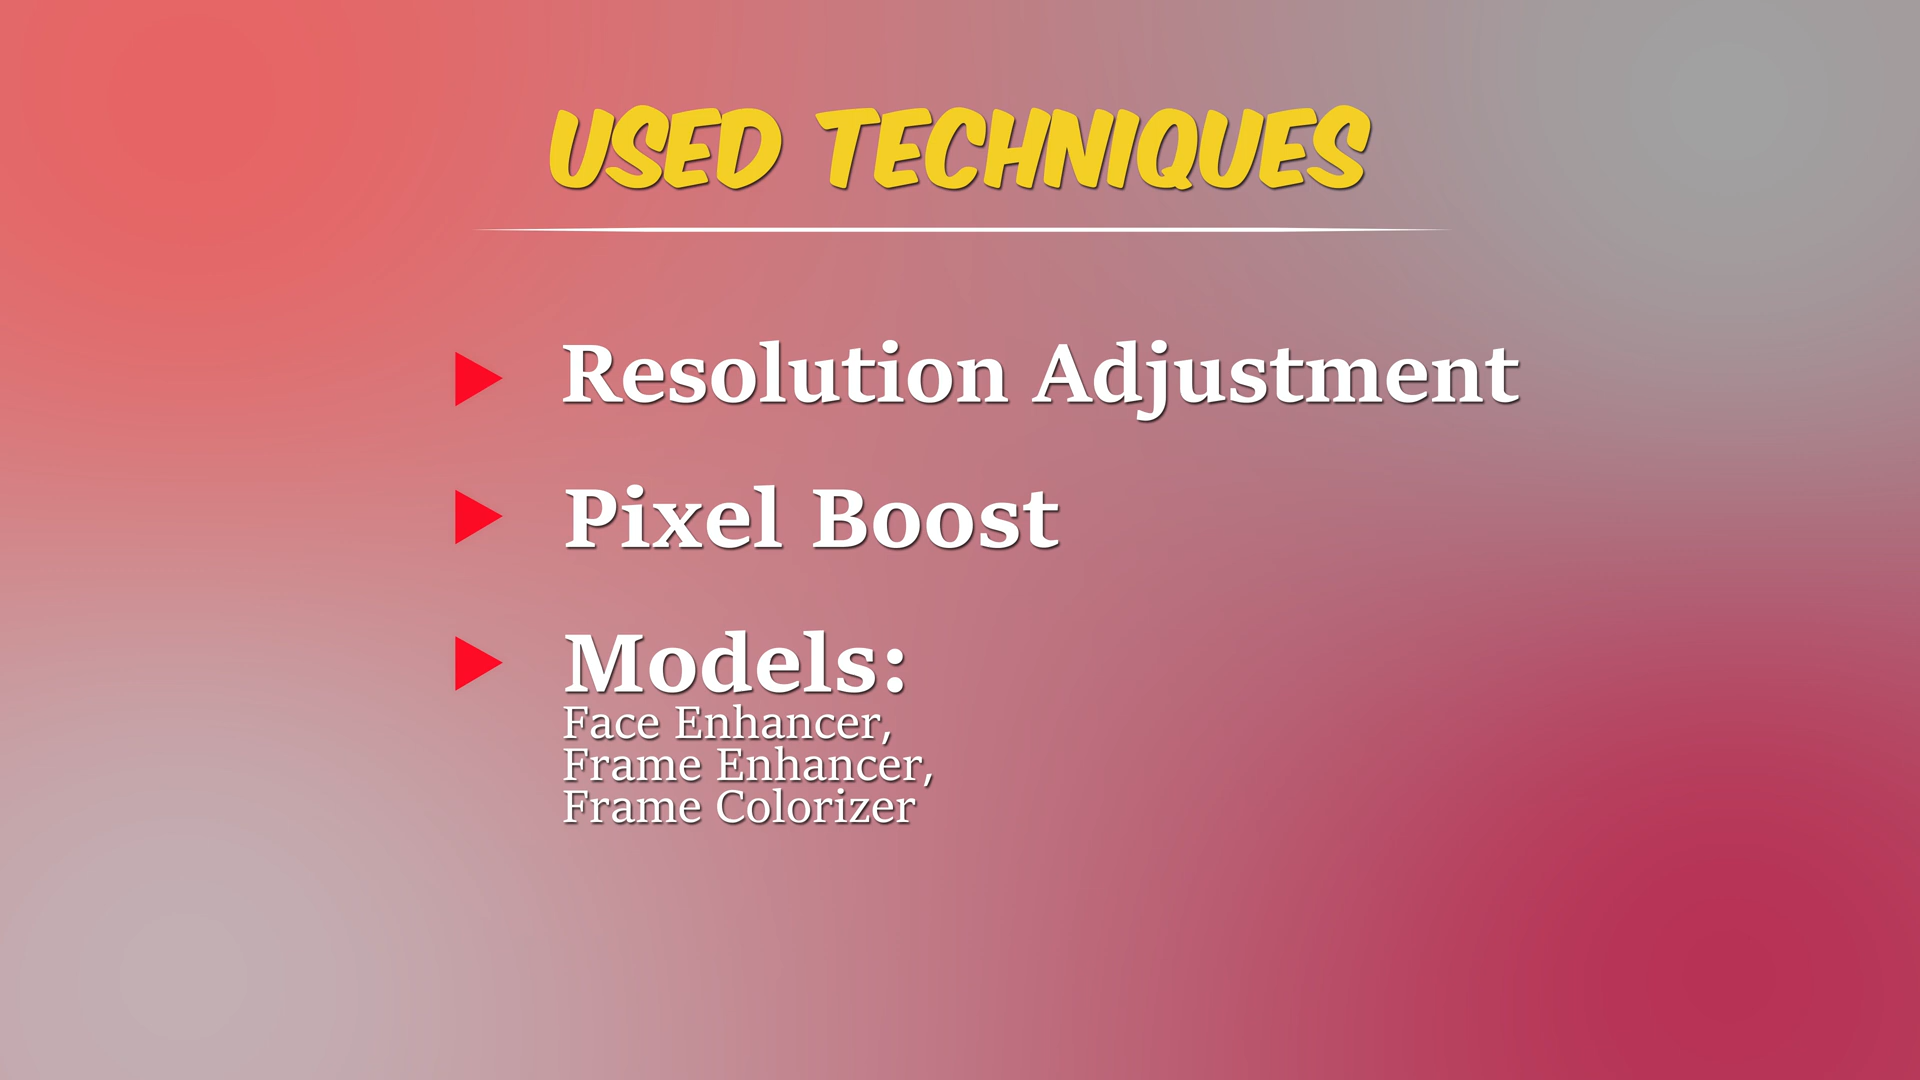 USED TECHNIQUES
Resolution Adjustment
Pixel Boost
Models:
Face Enhancer,
Frame Enhancer,
Frame Colorizer